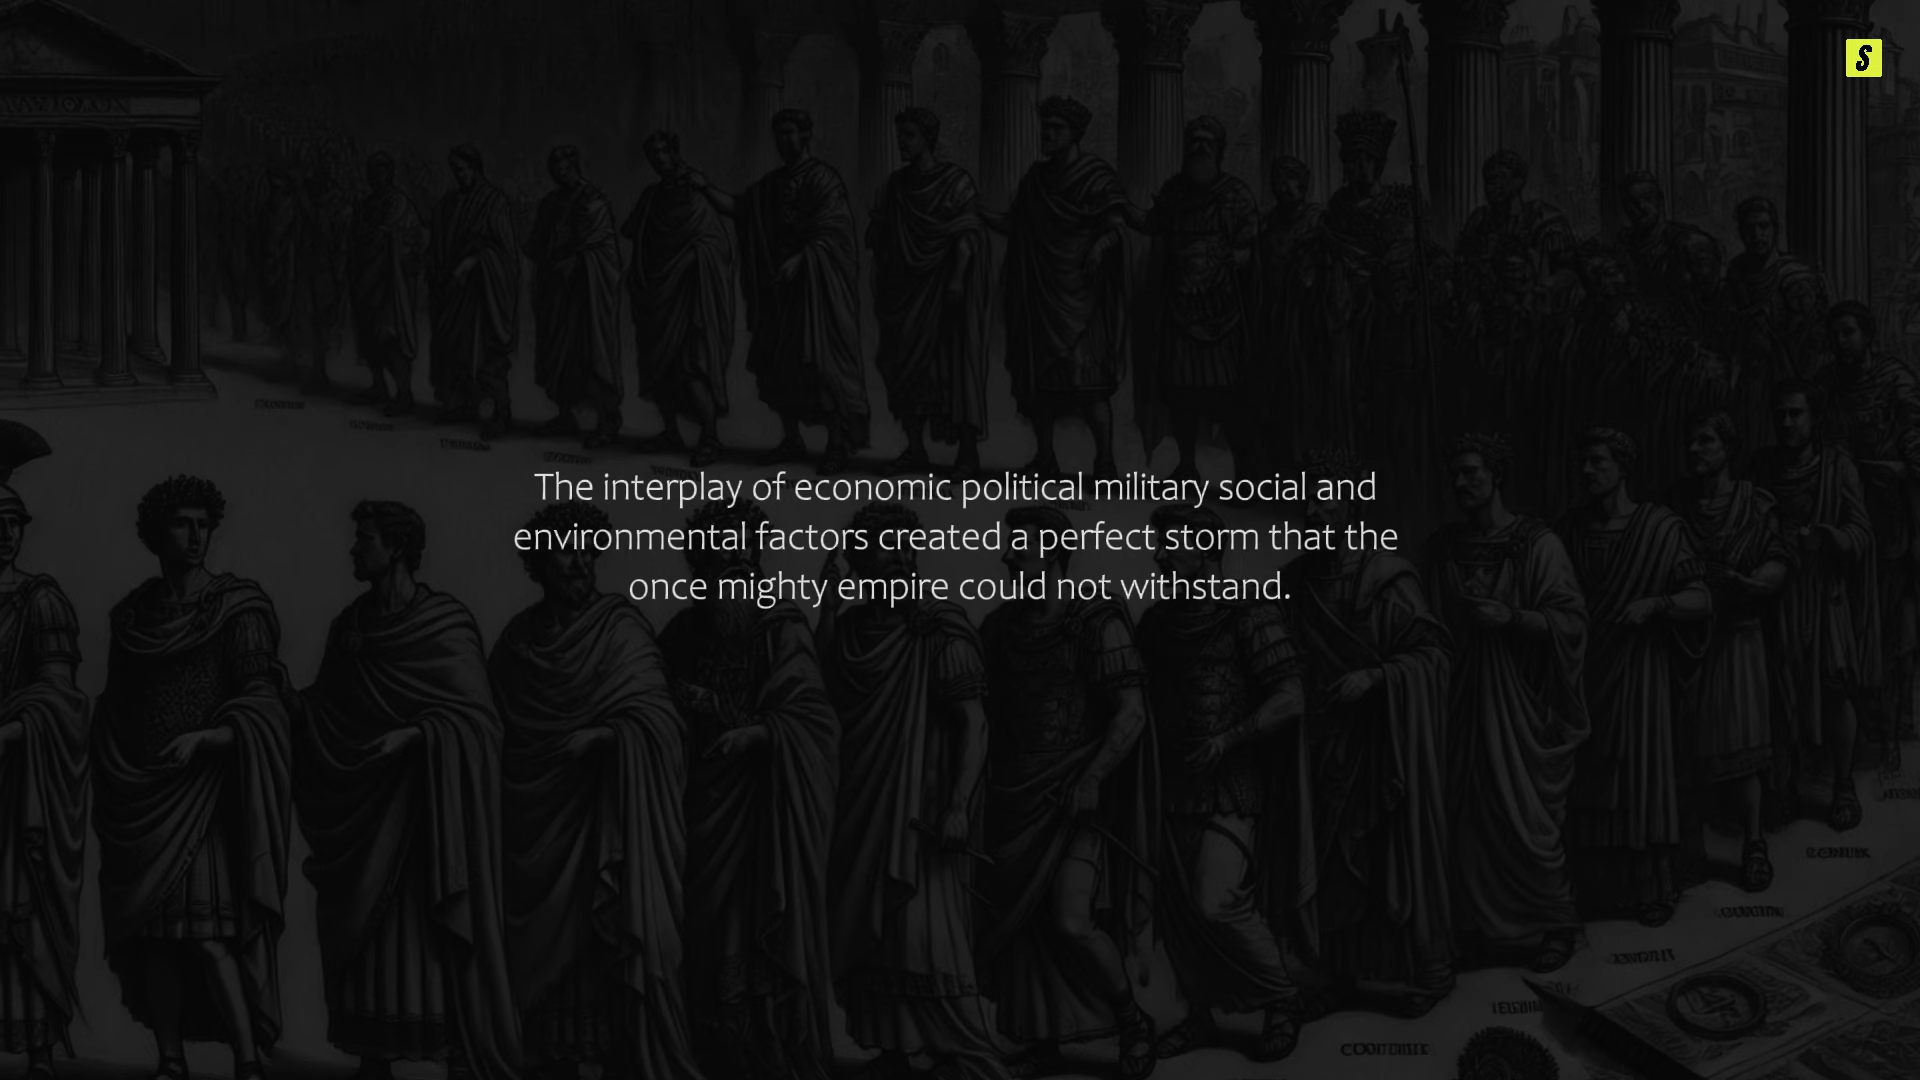 S
The interplay of economic political military social and
environmental factors created a perfect storm that the
once mighty empire could not withstand.